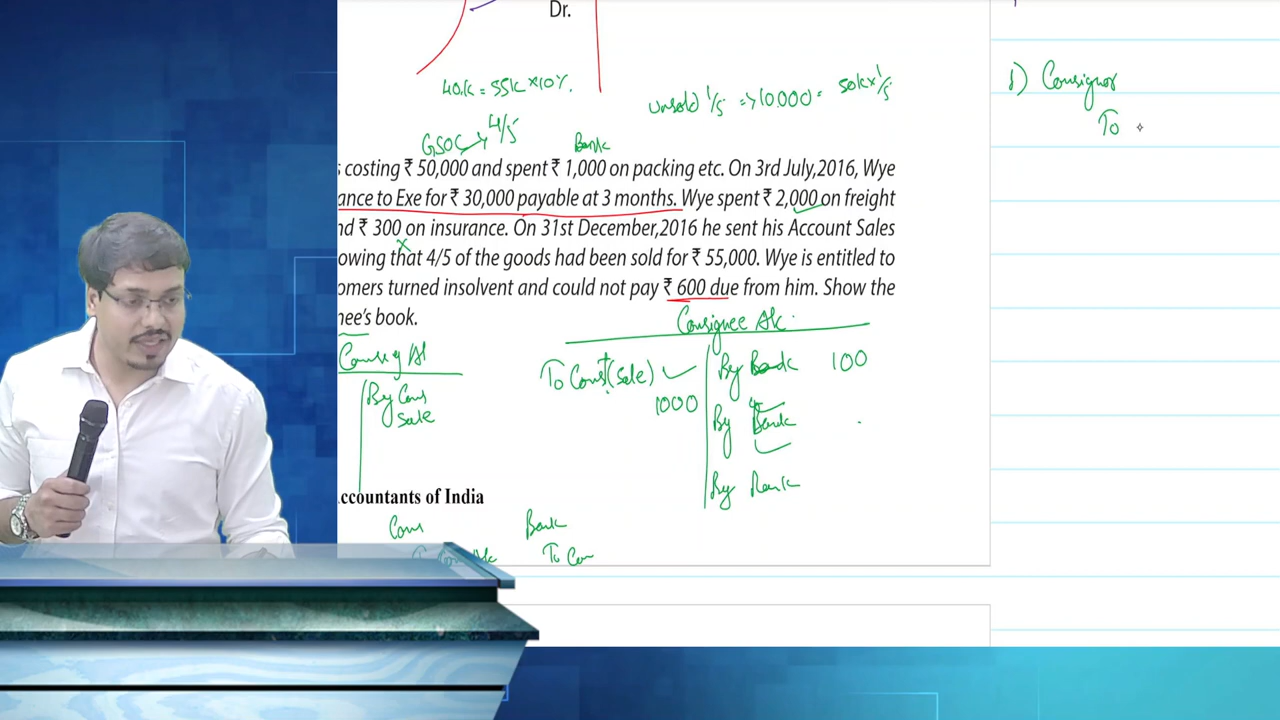 Dr.
40k = 55k × 10%.
unsold 1/5 => 10000 = 50k × 1/5
GSOC → 4/5
Bank
s costing ₹ 50,000 and spent ₹ 1,000 on packing etc. On 3rd July,2016, Wye
ance to Exe for ₹ 30,000 payable at 3 months. Wye spent ₹ 2,000 on freight
nd ₹ 300 on insurance. On 31st December,2016 he sent his Account Sales
owing that 4/5 of the goods had been sold for ₹ 55,000. Wye is entitled to
omers turned insolvent and could not pay ₹ 600 due from him. Show the
nee's book.
Consignee A/c.
To Const (Sale)
1000
By Bank 100
By Bank
By Bank
By Cons
Sale
ccountants of India
Cons
Bank
To Con
1) Consignor
To